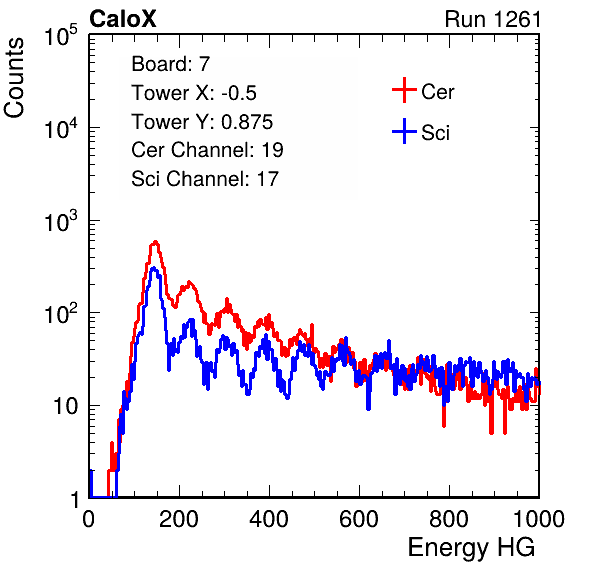 CaloX Run 1261
Counts
10^5
10^4
10^3
10^2
10
1
Board: 7
Tower X: -0.5
Tower Y: 0.875
Cer Channel: 19
Sci Channel: 17
Cer
Sci
0 200 400 600 800 1000
Energy HG